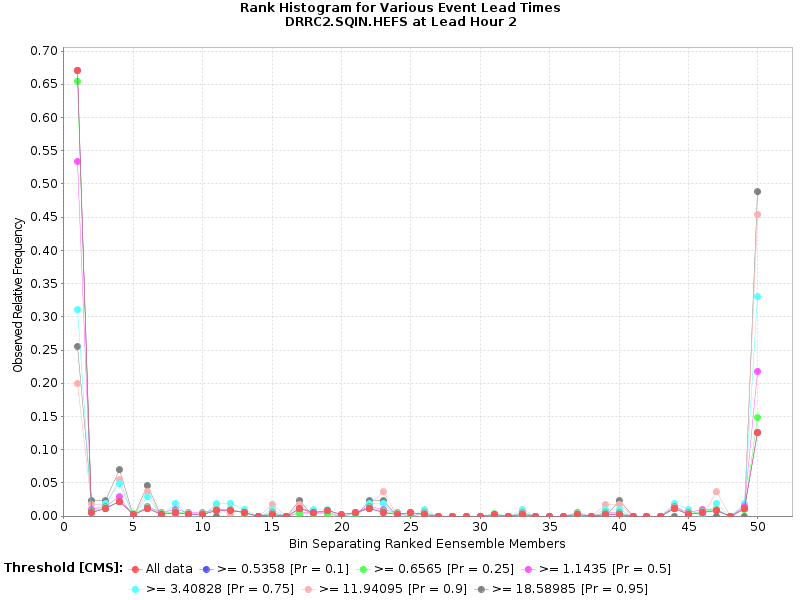 Rank Histogram for Various Event Lead Times
DRRC2.SQIN.HEFS at Lead Hour 2
Observed Relative Frequency
0.70
0.65
0.60
0.55
0.50
0.45
0.40
0.35
0.30
0.25
0.20
0.15
0.10
0.05
0.00
0 5 10 15 20 25 30 35 40 45 50
Bin Separating Ranked Eensemble Members
Threshold [CMS]: All data >= 0.5358 [Pr = 0.1] >= 0.6565 [Pr = 0.25] >= 1.1435 [Pr = 0.5]
>= 3.40828 [Pr = 0.75] >= 11.94095 [Pr = 0.9] >= 18.58985 [Pr = 0.95]